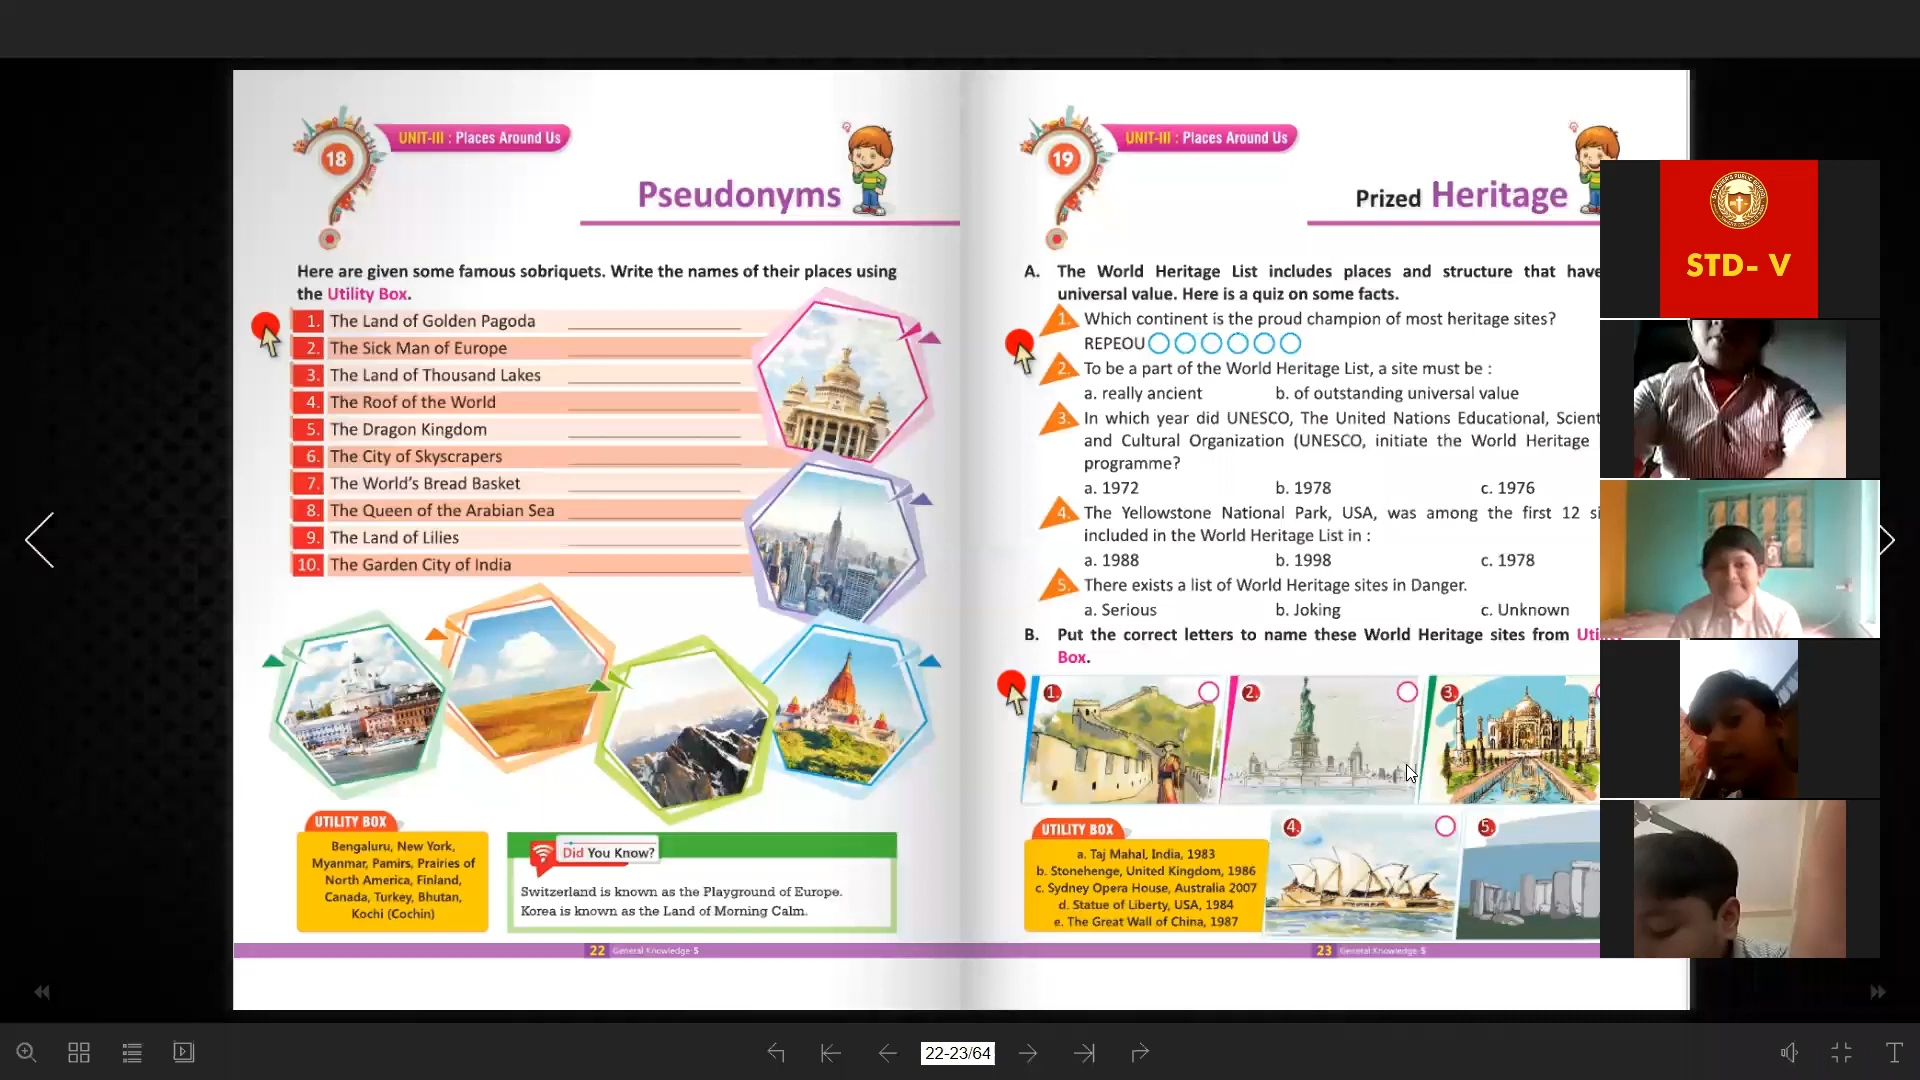 18
UNIT-III : Places Around Us
Pseudonyms
Here are given some famous sobriquets. Write the names of their places using
the Utility Box.
1. The Land of Golden Pagoda
2. The Sick Man of Europe
3. The Land of Thousand Lakes
4. The Roof of the World
5. The Dragon Kingdom
6. The City of Skyscrapers
7. The World's Bread Basket
8. The Queen of the Arabian Sea
9. The Land of Lilies
10. The Garden City of India
UTILITY BOX
Bengaluru, New York,
Myanmar, Pamirs, Prairies of
North America, Finland,
Canada, Turkey, Bhutan,
Kochi (Cochin)
Did You Know?
Switzerland is known as the Playground of Europe.
Korea is known as the Land of Morning Calm.
22 General Knowledge-5
19
UNIT-III : Places Around Us
Prized Heritage
A. The World Heritage List includes places and structure that have
universal value. Here is a quiz on some facts.
1. Which continent is the proud champion of most heritage sites?
REPEOU
2. To be a part of the World Heritage List, a site must be :
a. really ancient b. of outstanding universal value
3. In which year did UNESCO, The United Nations Educational,
and Cultural Organization (UNESCO, initiate the World Heritage
programme?
a. 1972 b. 1978 c. 1976
4. The Yellowstone National Park, USA, was among the first 12
included in the World Heritage List in :
a. 1988 b. 1998 c. 1978
5. There exists a list of World Heritage sites in Danger.
a. Serious b. Joking c. Unknown
B. Put the correct letters to name these World Heritage sites from
Box.
1. 2. 3.
4. 5.
UTILITY BOX
a. Taj Mahal, India, 1983
b. Stonehenge, United Kingdom, 1986
c. Sydney Opera House, Australia 2007
d. Statue of Liberty, USA, 1984
e. The Great Wall of China, 1987
23 General Knowledge-5
STD- V
22-23/64